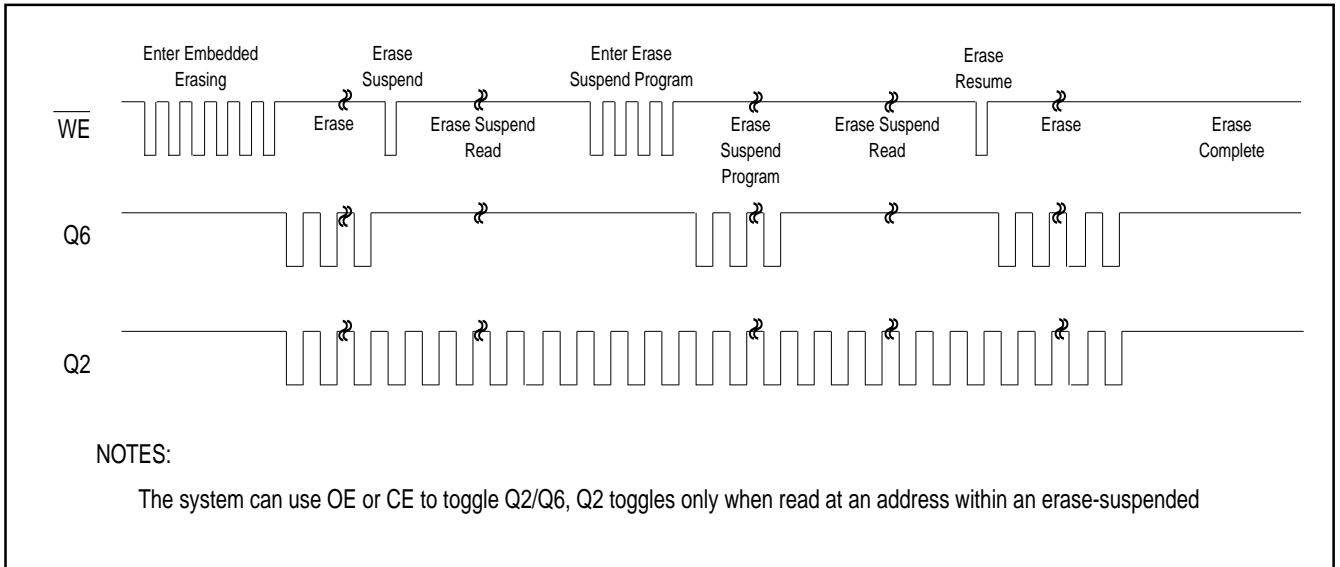 Enter Embedded
Erasing
Erase
Suspend
Enter Erase
Suspend Program
Erase
Resume
WE
Erase
Erase Suspend
Read
Erase
Suspend
Program
Erase Suspend
Read
Erase
Erase
Complete
Q6
Q2
NOTES:
The system can use OE or CE to toggle Q2/Q6, Q2 toggles only when read at an address within an erase-suspended